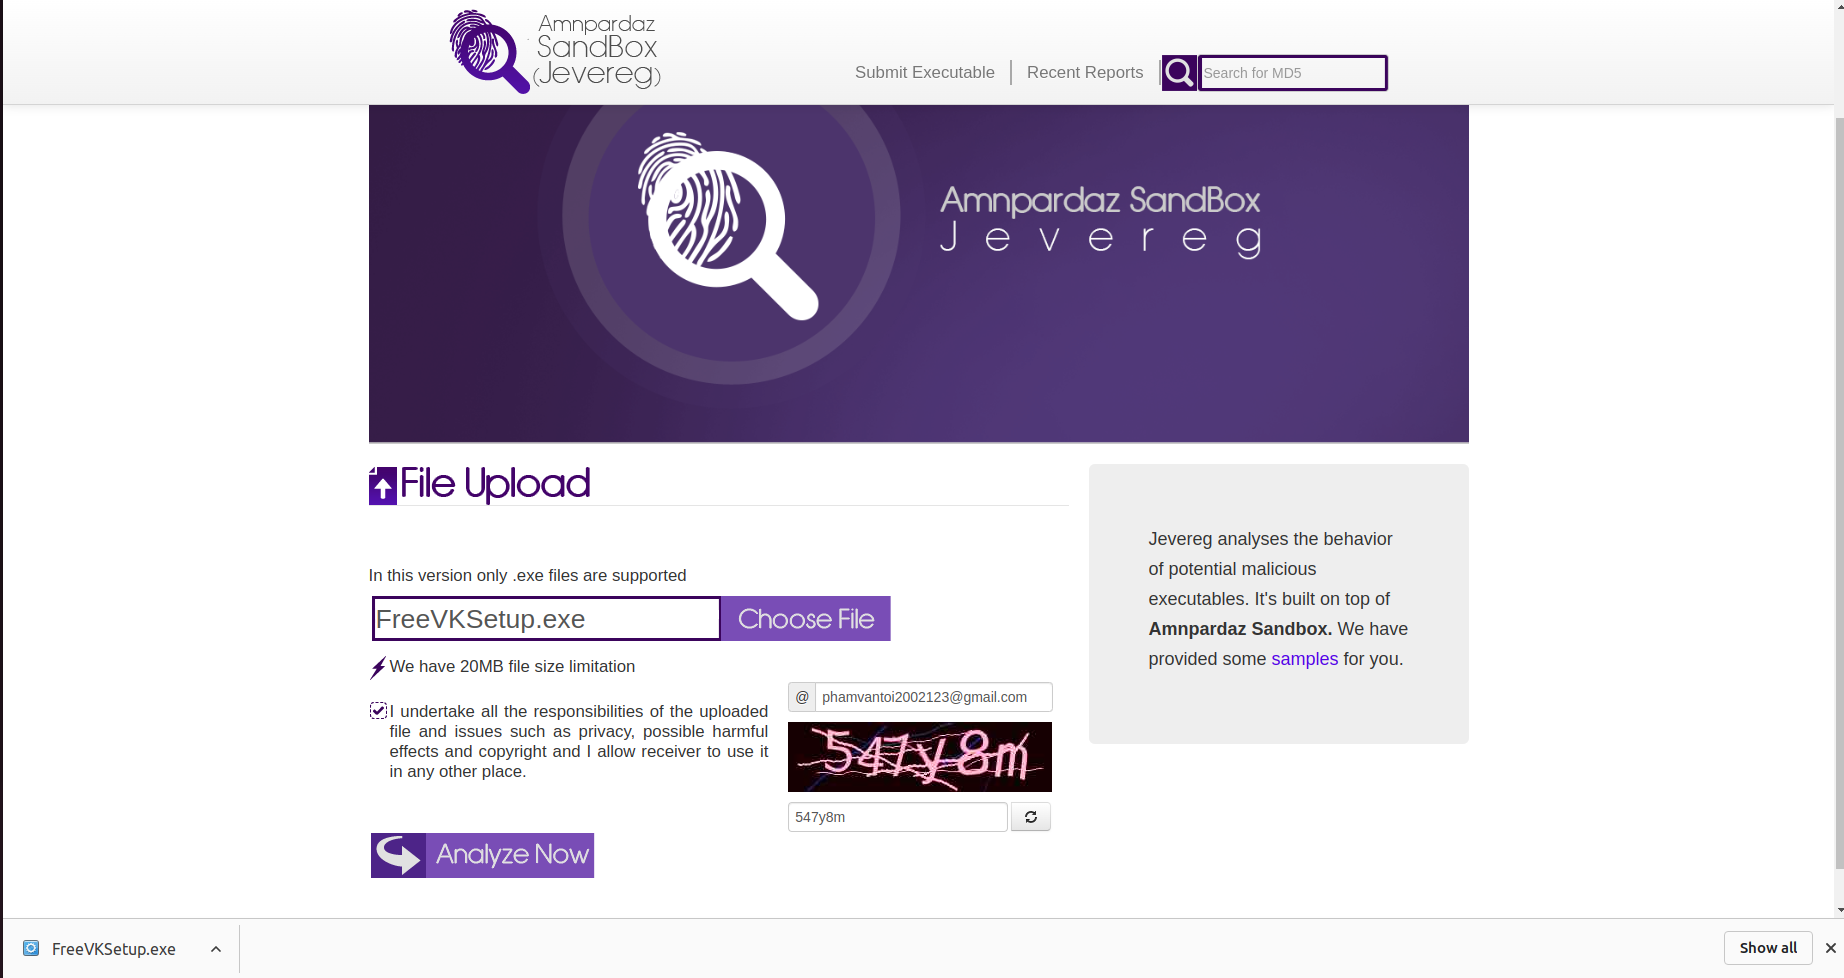 Amnpardaz
SandBox
(Jevereg)
Submit Executable
Recent Reports
Search for MD5
Amnpardaz SandBox
Jevereg
File Upload
In this version only .exe files are supported
FreeVKSetup.exe
Choose File
We have 20MB file size limitation
I undertake all the responsibilities of the uploaded
file and issues such as privacy, possible harmful
effects and copyright and I allow receiver to use it
in any other place.
@ phamvantoi2002123@gmail.com
547y8m
547y8m
Analyze Now
Jevereg analyses the behavior
of potential malicious
executables. It's built on top of
Amnpardaz Sandbox. We have
provided some samples for you.
FreeVKSetup.exe
Show all